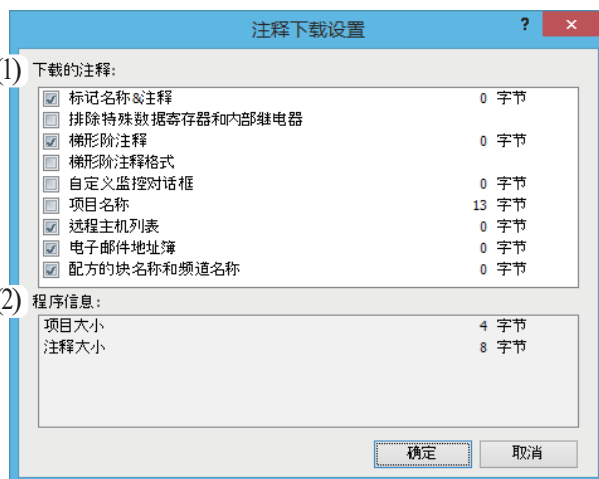 注释下载设置 ? ×
(1) 下载的注释:
标记名称&注释 0 字节
排除特殊数据寄存器和内部继电器
梯形阶注释 0 字节
梯形阶注释格式
自定义监控对话框 0 字节
项目名称 13 字节
远程主机列表 0 字节
电子邮件地址簿 0 字节
配方的块名称和频道名称 0 字节
(2) 程序信息:
项目大小 4 字节
注释大小 8 字节
确定 取消